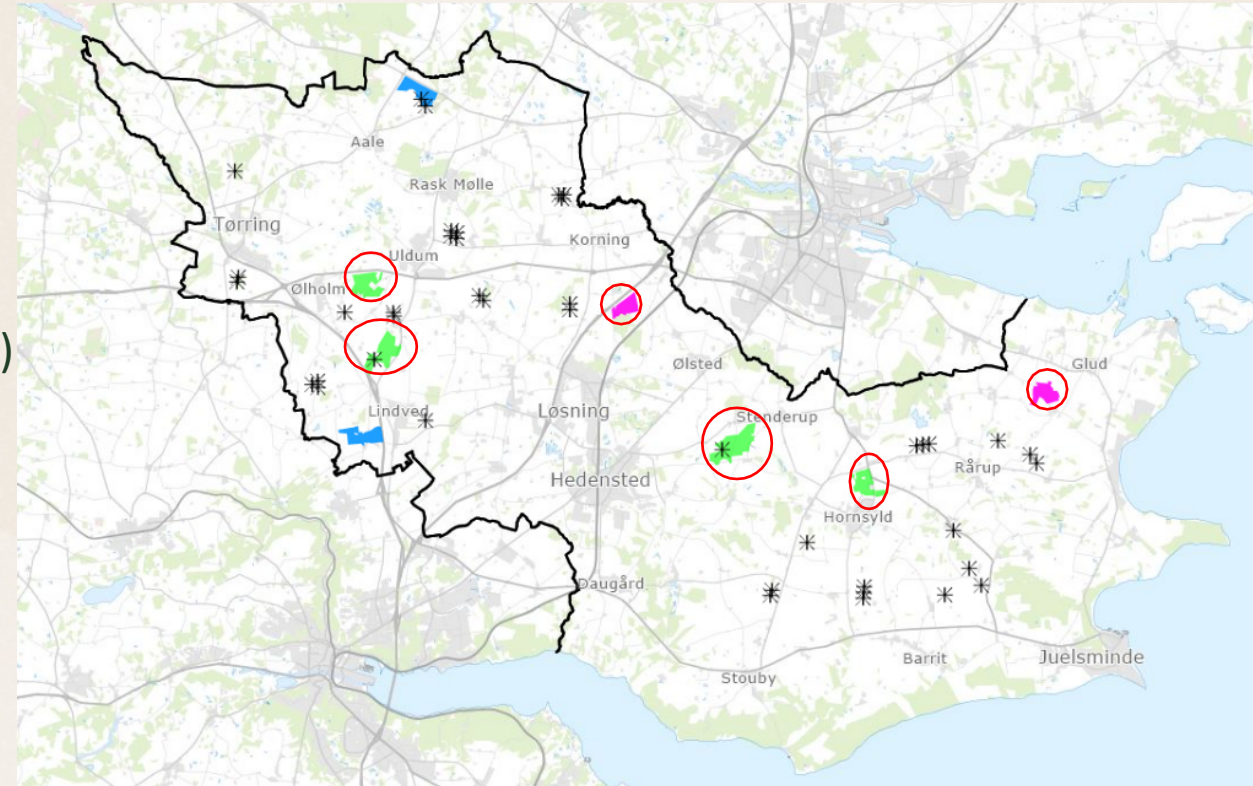 Aale
Rask Mølle
Tørring
Korning
Uldum
Ølholm
)
Ølsted
Glud
Lindved
Løsning
Stenderup
Rårup
Hedensted
Hornsyld
Daugård
Barrit
Juelsminde
Stouby